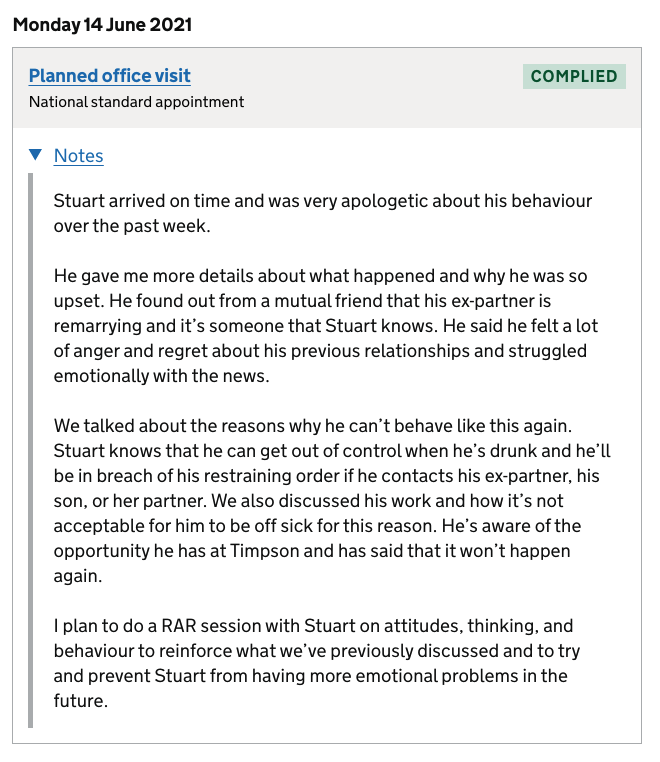 Monday 14 June 2021
Planned office visit
COMPLIED
National standard appointment
Notes
Stuart arrived on time and was very apologetic about his behaviour
over the past week.
He gave me more details about what happened and why he was so
upset. He found out from a mutual friend that his ex-partner is
remarrying and it’s someone that Stuart knows. He said he felt a lot
of anger and regret about his previous relationships and struggled
emotionally with the news.
We talked about the reasons why he can’t behave like this again.
Stuart knows that he can get out of control when he’s drunk and he’ll
be in breach of his restraining order if he contacts his ex-partner, his
son, or her partner. We also discussed his work and how it’s not
acceptable for him to be off sick for this reason. He’s aware of the
opportunity he has at Timpson and has said that it won’t happen
again.
I plan to do a RAR session with Stuart on attitudes, thinking, and
behaviour to reinforce what we’ve previously discussed and to try
and prevent Stuart from having more emotional problems in the
future.